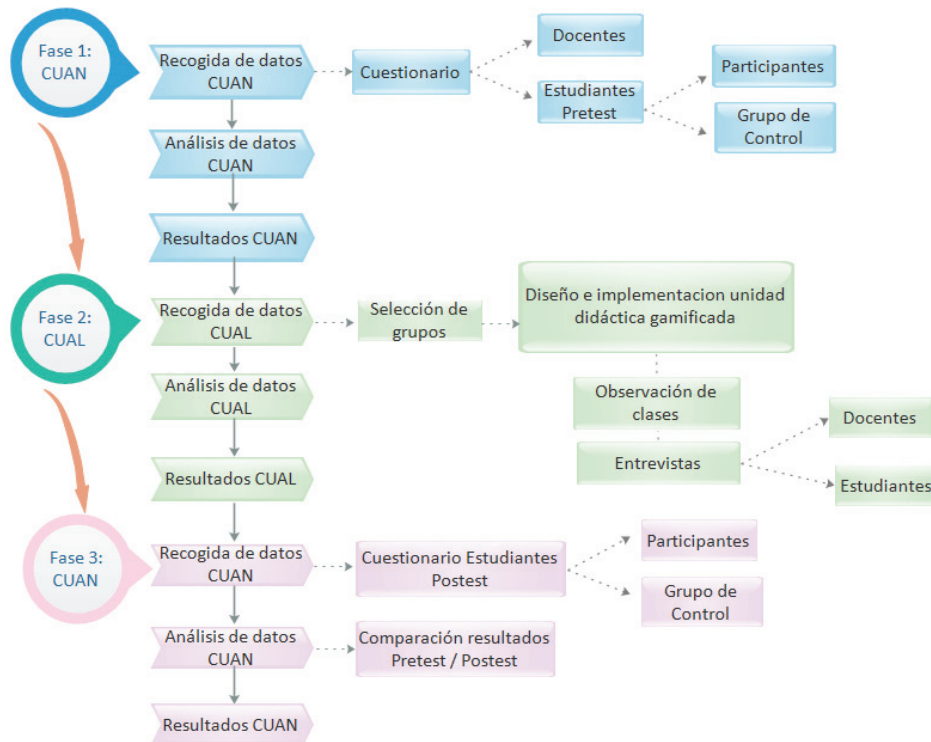 Fase 1:
CUAN
Recogida de datos
CUAN
Cuestionario
Docentes
Estudiantes
Pretest
Participantes
Grupo de
Control
Análisis de datos
CUAN
Resultados CUAN
Fase 2:
CUAL
Recogida de datos
CUAL
Selección de
grupos
Diseño e implementacion unidad
didáctica gamificada
Análisis de datos
CUAL
Observación de
clases
Entrevistas
Docentes
Estudiantes
Resultados CUAL
Fase 3:
CUAN
Recogida de datos
CUAN
Cuestionario Estudiantes
Postest
Participantes
Grupo de
Control
Análisis de datos
CUAN
Comparación resultados
Pretest / Postest
Resultados CUAN